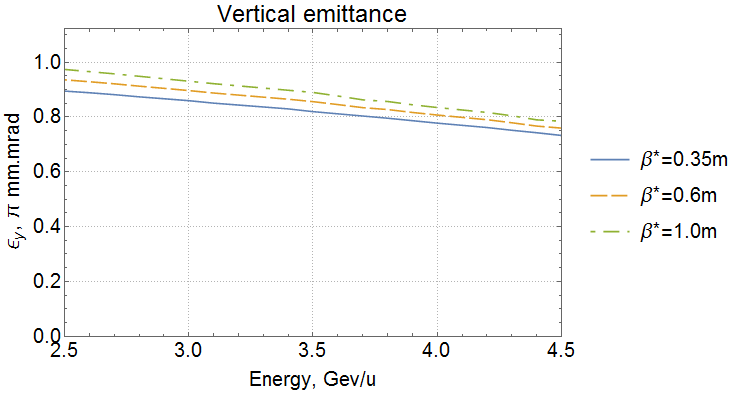 Vertical emittance
1.0
0.8
0.6
0.4
0.2
0.0
ϵy, π mm.mrad
2.5 3.0 3.5 4.0 4.5
Energy, Gev/u
β*=0.35m
β*=0.6m
β*=1.0m